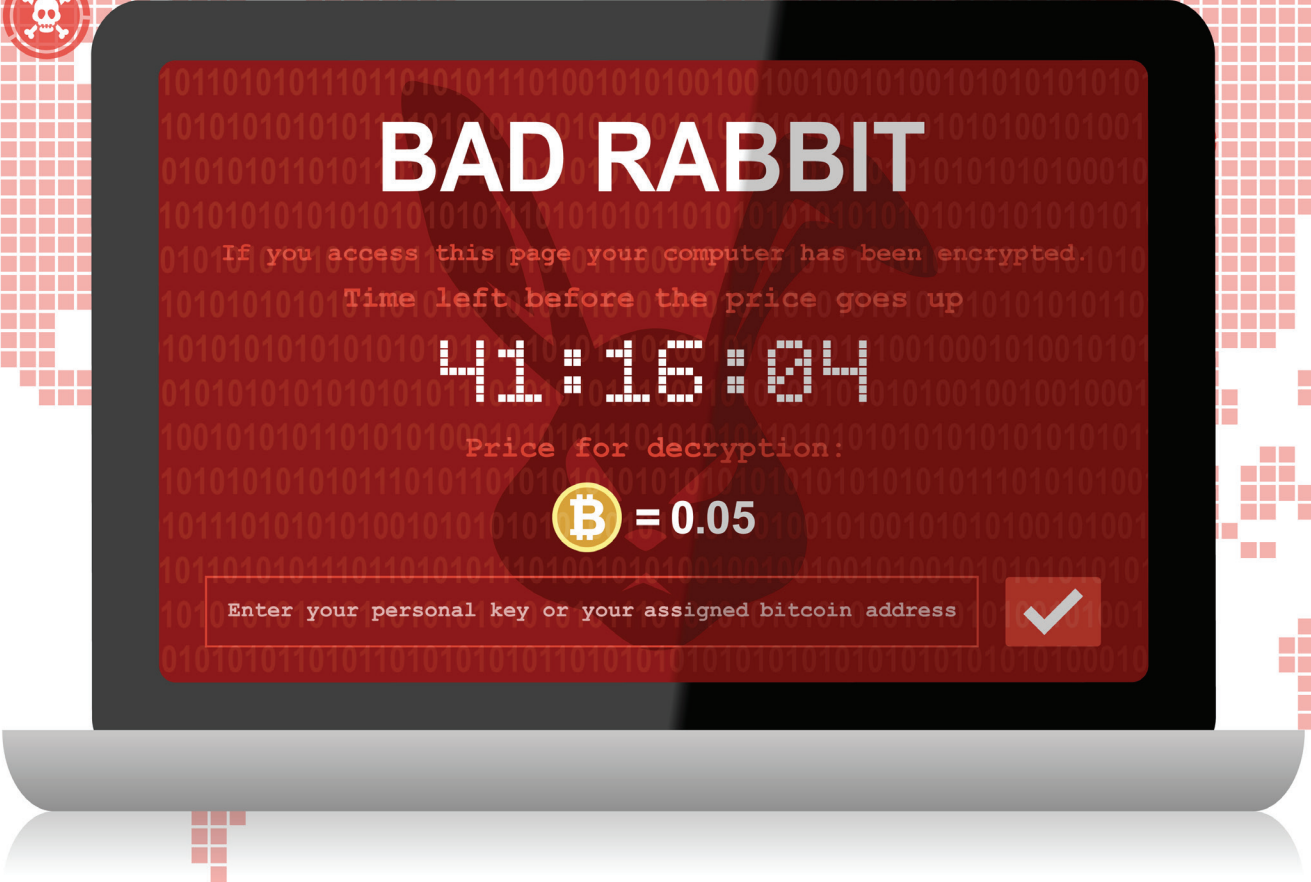 BAD RABBIT
If you access this page your computer has been encrypted.
Time left before the price goes up
41:16:04
Price for decryption:
₿ = 0.05
Enter your personal key or your assigned bitcoin address